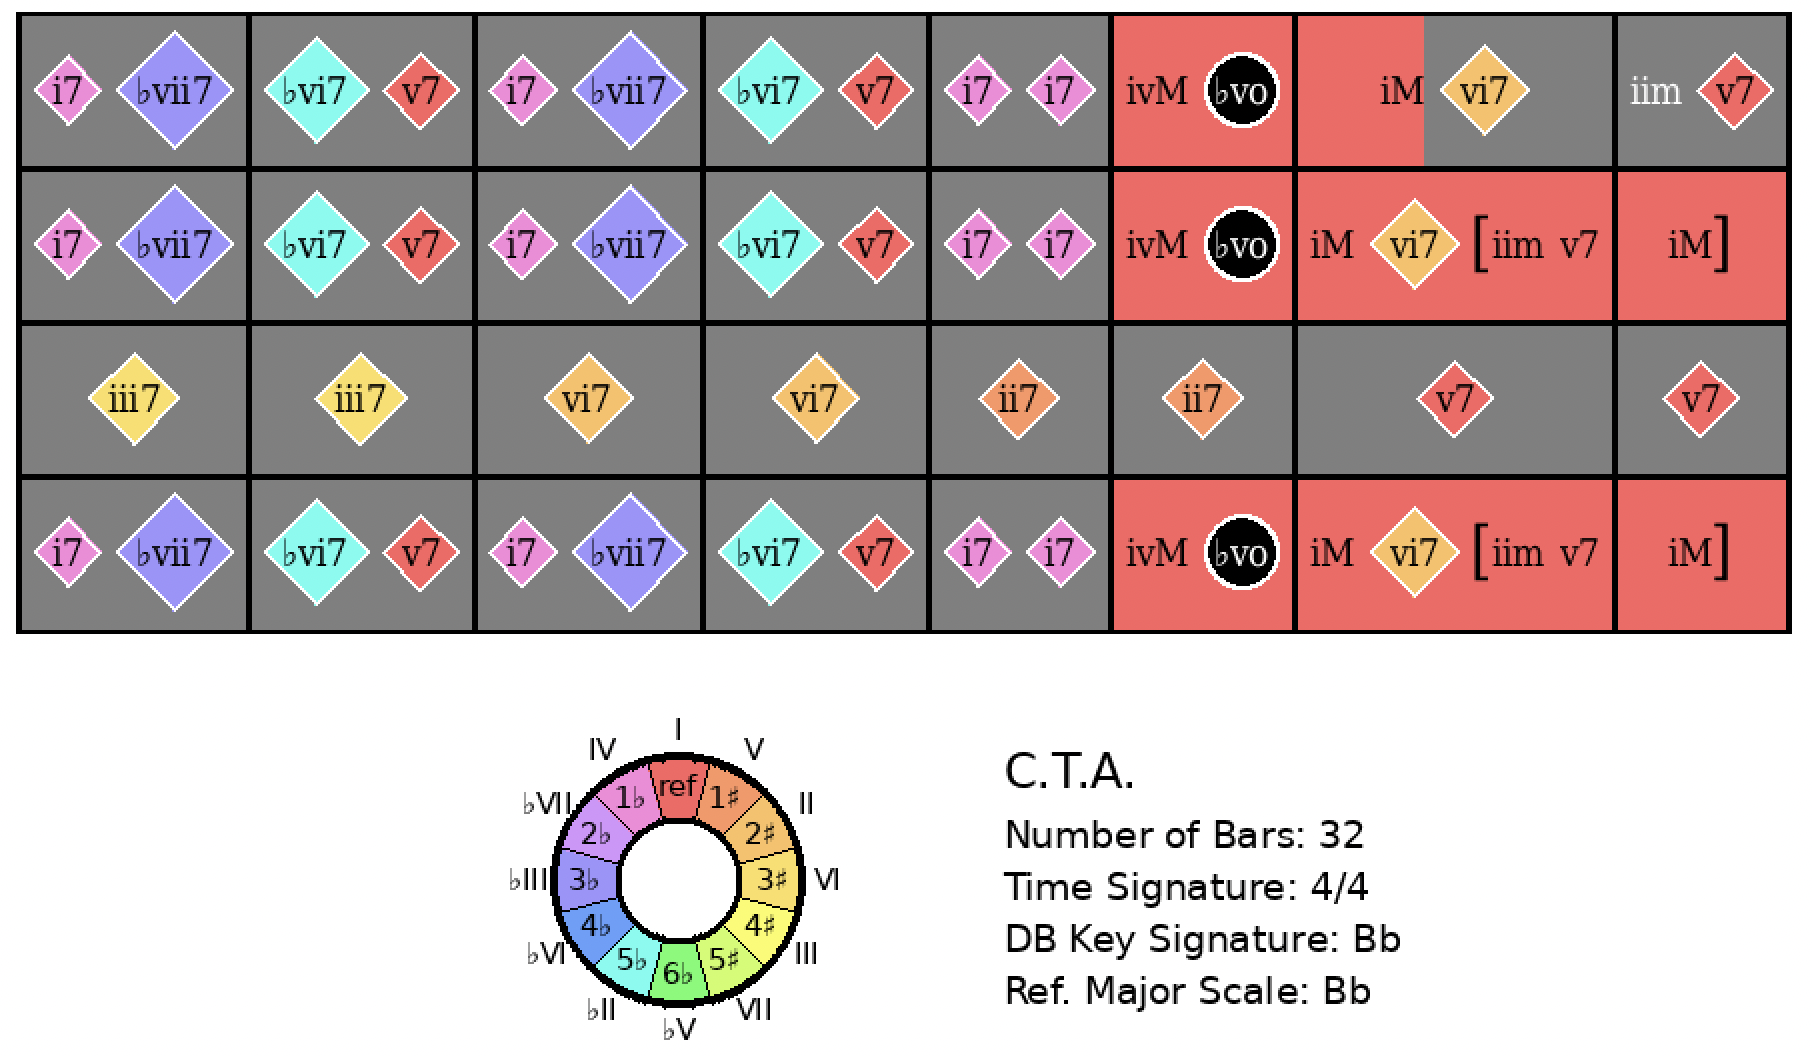 i7 ♭vii7 ♭vi7 v7 i7 ♭vii7 ♭vi7 v7 i7 i7 ivM ♭vo iM vi7 iim v7
i7 ♭vii7 ♭vi7 v7 i7 ♭vii7 ♭vi7 v7 i7 i7 ivM ♭vo iM vi7 [iim v7 iM]
iii7 iii7 vi7 vi7 ii7 ii7 v7 v7
i7 ♭vii7 ♭vi7 v7 i7 ♭vii7 ♭vi7 v7 i7 i7 ivM ♭vo iM vi7 [iim v7 iM]
I
IV V
1♭ ref 1♯
♭VII II
2♭ 2♯
♭III 3♭ 3♯ VI
4♭ 4♯
♭VI III
5♭ 6♭ 5♯
♭II VII
♭V
C.T.A.
Number of Bars: 32
Time Signature: 4/4
DB Key Signature: Bb
Ref. Major Scale: Bb